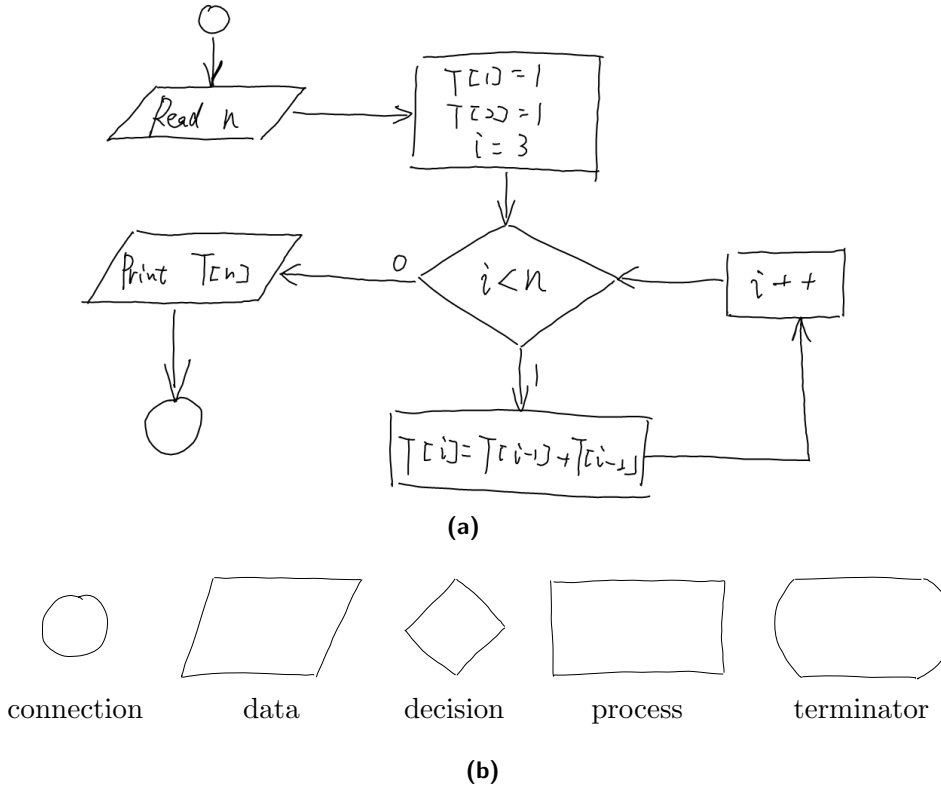 Read n
T[1] = 1
T[2] = 1
i = 3
Print T[n]
0
i < n
i + +
1
T[i] = T[i-1] + T[i-2]
(a)
connection
data
decision
process
terminator
(b)